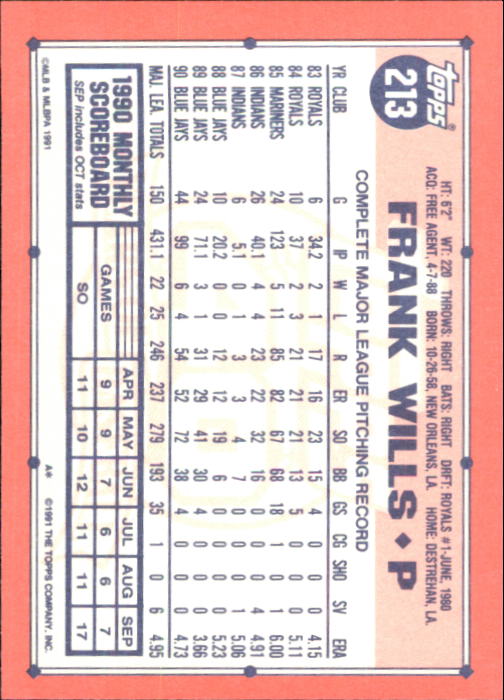 topps®
213
HT: 6'2" WT: 220 THROWS: RIGHT BATS: RIGHT DRFT: ROYALS #1-JUNE, 1980
ACQ: FREE AGENT, 4-7-88 BORN: 10-26-58, NEW ORLEANS, LA. HOME: DESTREHAN, LA.
FRANK WILLS ♦ P
COMPLETE MAJOR LEAGUE PITCHING RECORD
YR CLUB G IP W L R ER SO BB GS CG SHO SV ERA
83 ROYALS 6 34.2 2 1 17 16 23 15 4 0 0 0 4.15
84 ROYALS 10 37 2 3 21 21 21 13 5 0 0 0 5.11
85 MARINERS 24 123 5 11 85 82 67 68 18 1 0 1 6.00
86 INDIANS 26 40.1 4 4 23 22 32 16 0 0 0 4 4.91
87 INDIANS 6 5.1 0 1 3 3 4 7 0 0 0 1 5.06
88 BLUE JAYS 10 20.2 0 0 12 12 19 6 0 0 0 0 5.23
89 BLUE JAYS 24 71.1 3 1 31 29 41 30 4 0 0 0 3.66
90 BLUE JAYS 44 99 6 4 54 52 72 38 4 0 0 0 4.73
MAJ. LEA. TOTALS 150 431.1 22 25 246 237 279 193 35 1 0 6 4.95
1990 MONTHLY SCOREBOARD
SEP includes OCT stats
APR MAY JUN JUL AUG SEP
GAMES 9 9 7 6 6 7
SO 11 10 12 11 11 17
©MLB & MLBPA 1991 A* ©1991 THE TOPPS COMPANY, INC.